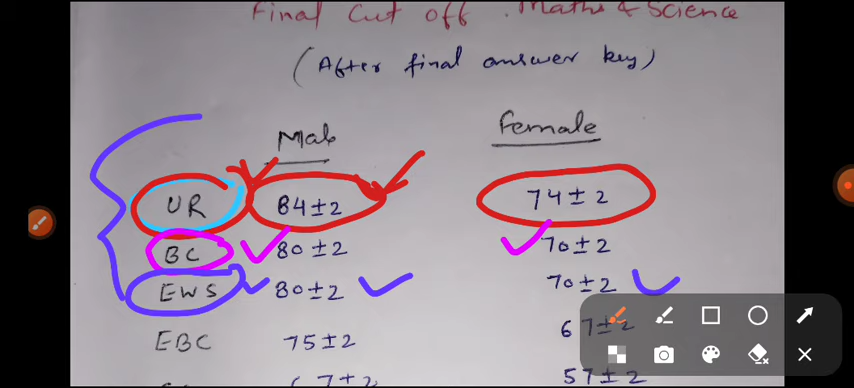 Final Cut off . Maths & Science
(After final answer key)
Male Female
UR 84±2 74±2
BC 80±2 70±2
EWS 80±2 70±2
EBC 75±2 67±2
57±2